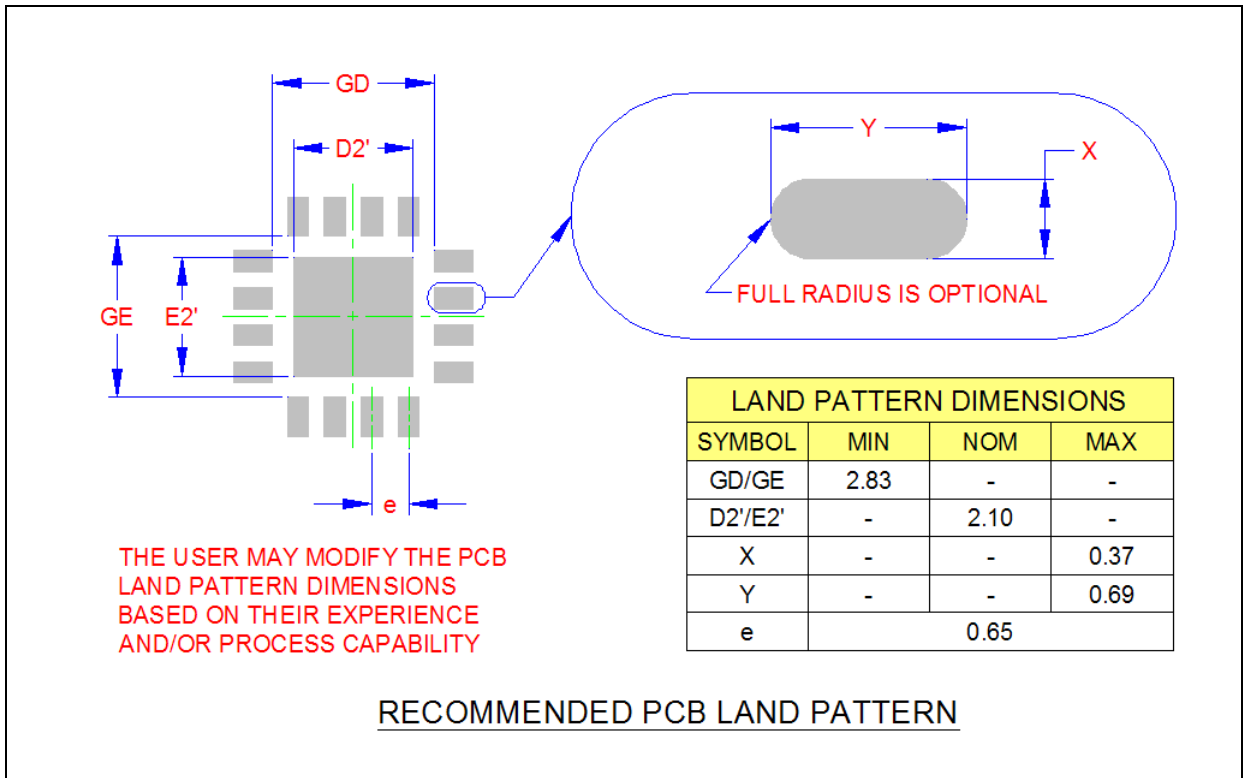 GD
D2'
Y
X
FULL RADIUS IS OPTIONAL
GE
E2'
e
LAND PATTERN DIMENSIONS
SYMBOL MIN NOM MAX
GD/GE 2.83 - -
D2'/E2' - 2.10 -
X - - 0.37
Y - - 0.69
e 0.65
THE USER MAY MODIFY THE PCB
LAND PATTERN DIMENSIONS
BASED ON THEIR EXPERIENCE
AND/OR PROCESS CAPABILITY
RECOMMENDED PCB LAND PATTERN